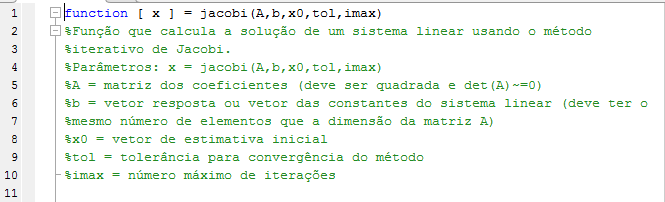 1 function [ x ] = jacobi(A,b,x0,tol,imax)
2 %Função que calcula a solução de um sistema linear usando o método
3 %iterativo de Jacobi.
4 %Parâmetros: x = jacobi(A,b,x0,tol,imax)
5 %A = matriz dos coeficientes (deve ser quadrada e det(A)~=0)
6 %b = vetor resposta ou vetor das constantes do sistema linear (deve ter o
7 %mesmo número de elementos que a dimensão da matriz A)
8 %x0 = vetor de estimativa inicial
9 %tol = tolerância para convergência do método
10 %imax = número máximo de iterações
11